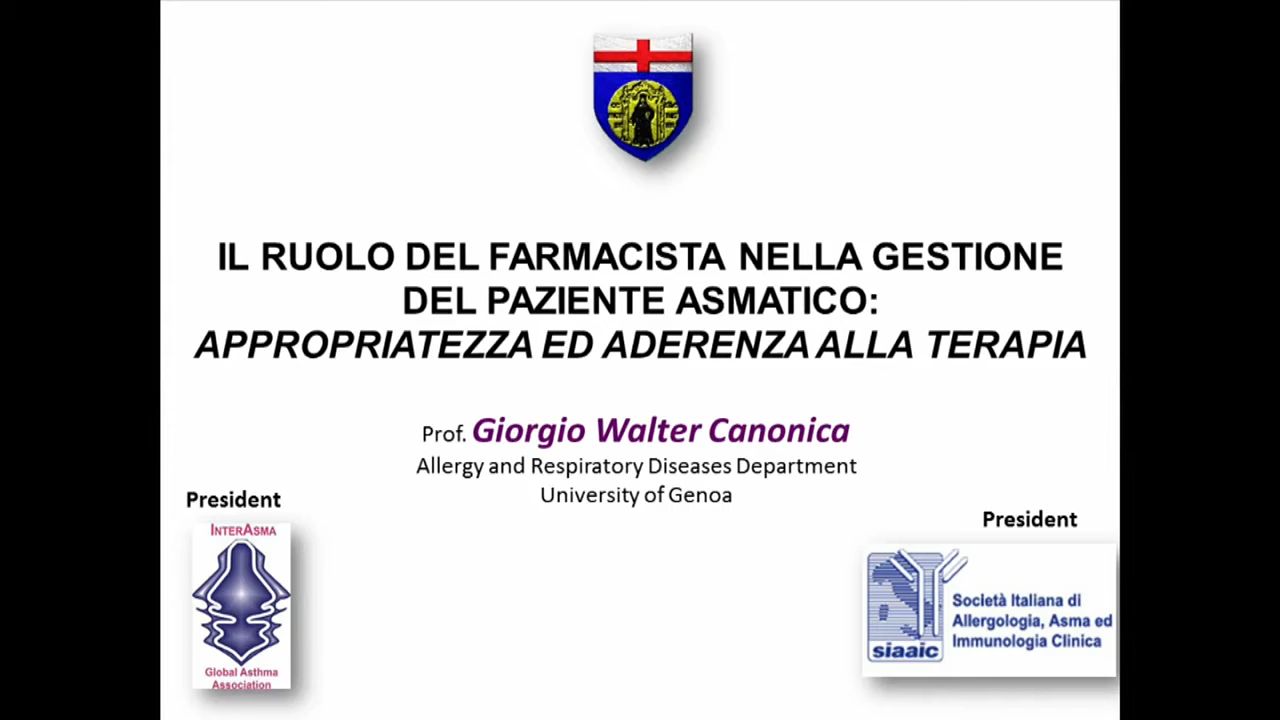 IL RUOLO DEL FARMACISTA NELLA GESTIONE
DEL PAZIENTE ASMATICO:
APPROPRIATEZZA ED ADERENZA ALLA TERAPIA
Prof. Giorgio Walter Canonica
Allergy and Respiratory Diseases Department
University of Genoa
President
INTERASMA
Global Asthma
Association
President
siaaic
Società Italiana di
Allergologia, Asma ed
Immunologia Clinica